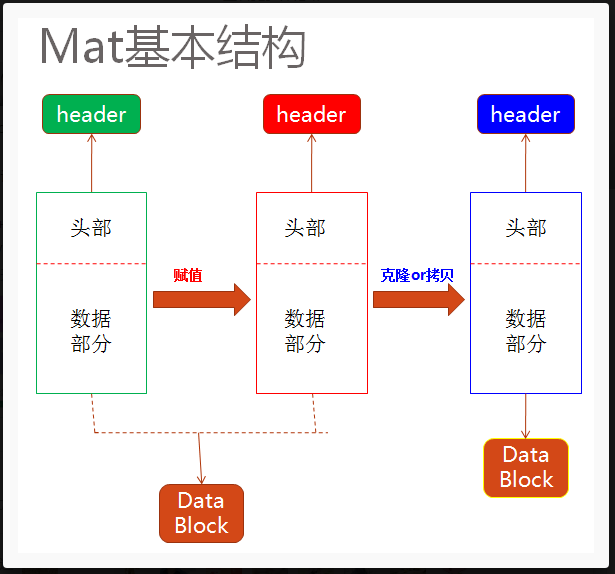 Mat基本结构
header
header
header
头部
头部
头部
赋值
克隆or拷贝
数据
部分
数据
部分
数据
部分
Data
Block
Data
Block